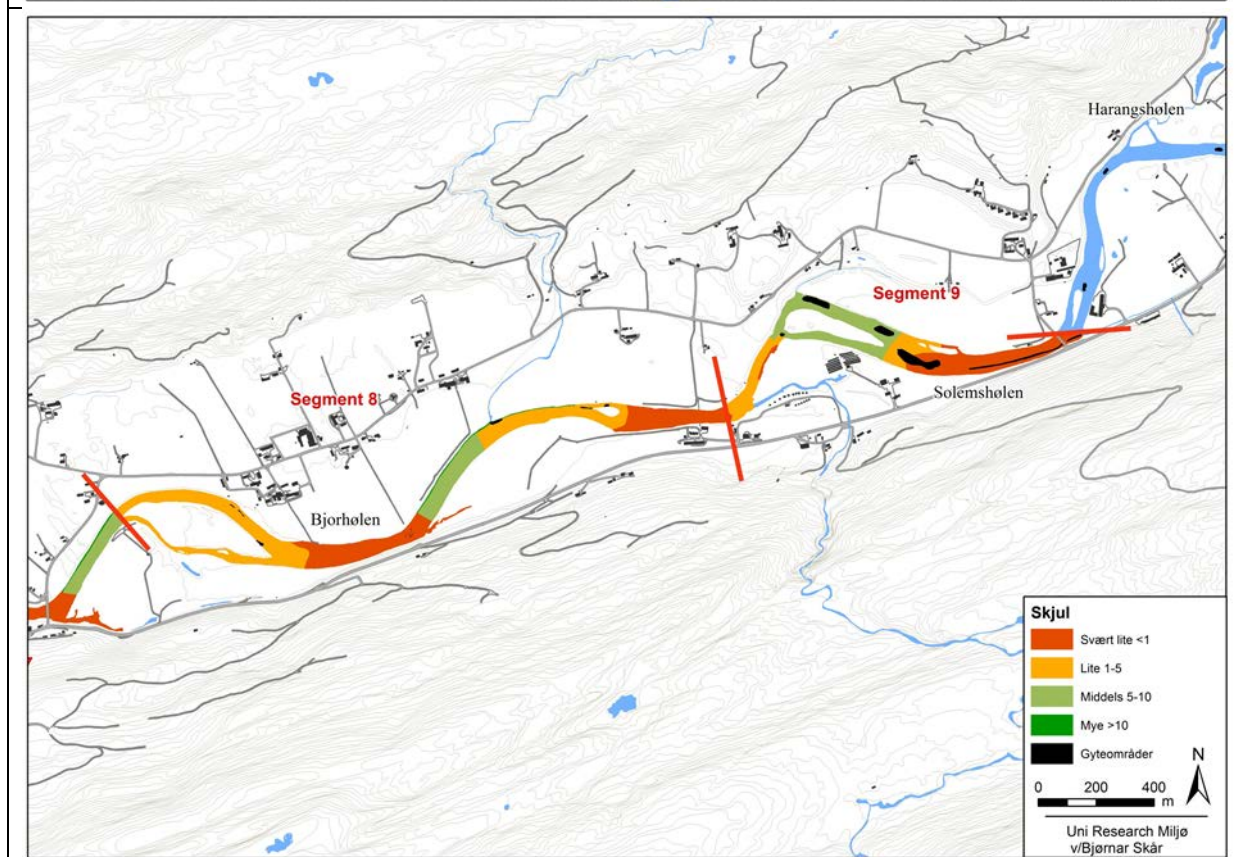 Harangshølen
Segment 9
Solemshølen
Segment 8
Bjorhølen
Skjul
Svært lite <1
Lite 1-5
Middels 5-10
Mye >10
Gyteområder
N
0 200 400 m
Uni Research Miljø
v/Bjørnar Skår